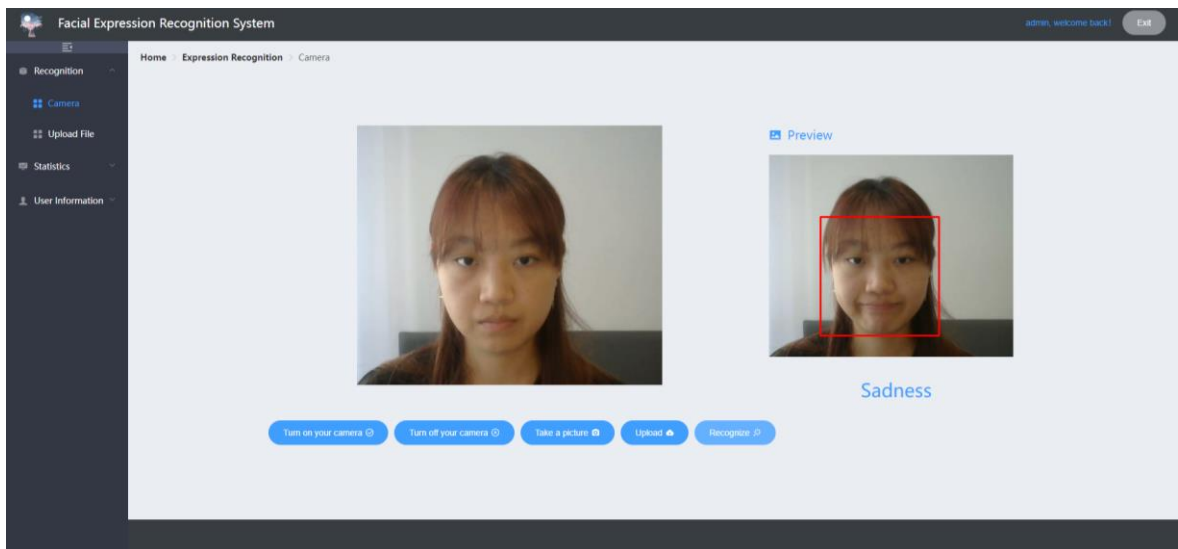 Facial Expression Recognition System
admin, welcome back!
Exit
Home > Expression Recognition > Camera
Recognition
Camera
Upload File
Statistics
User Information
Preview
Sadness
Turn on your camera
Turn off your camera
Take a picture
Upload
Recognize